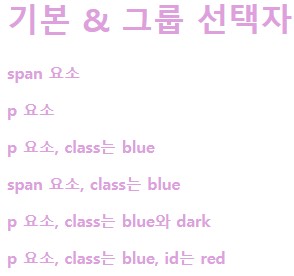 기본 & 그룹 선택자
span 요소
p 요소
p 요소, class는 blue
span 요소, class는 blue
p 요소, class는 blue와 dark
p 요소, class는 blue, id는 red